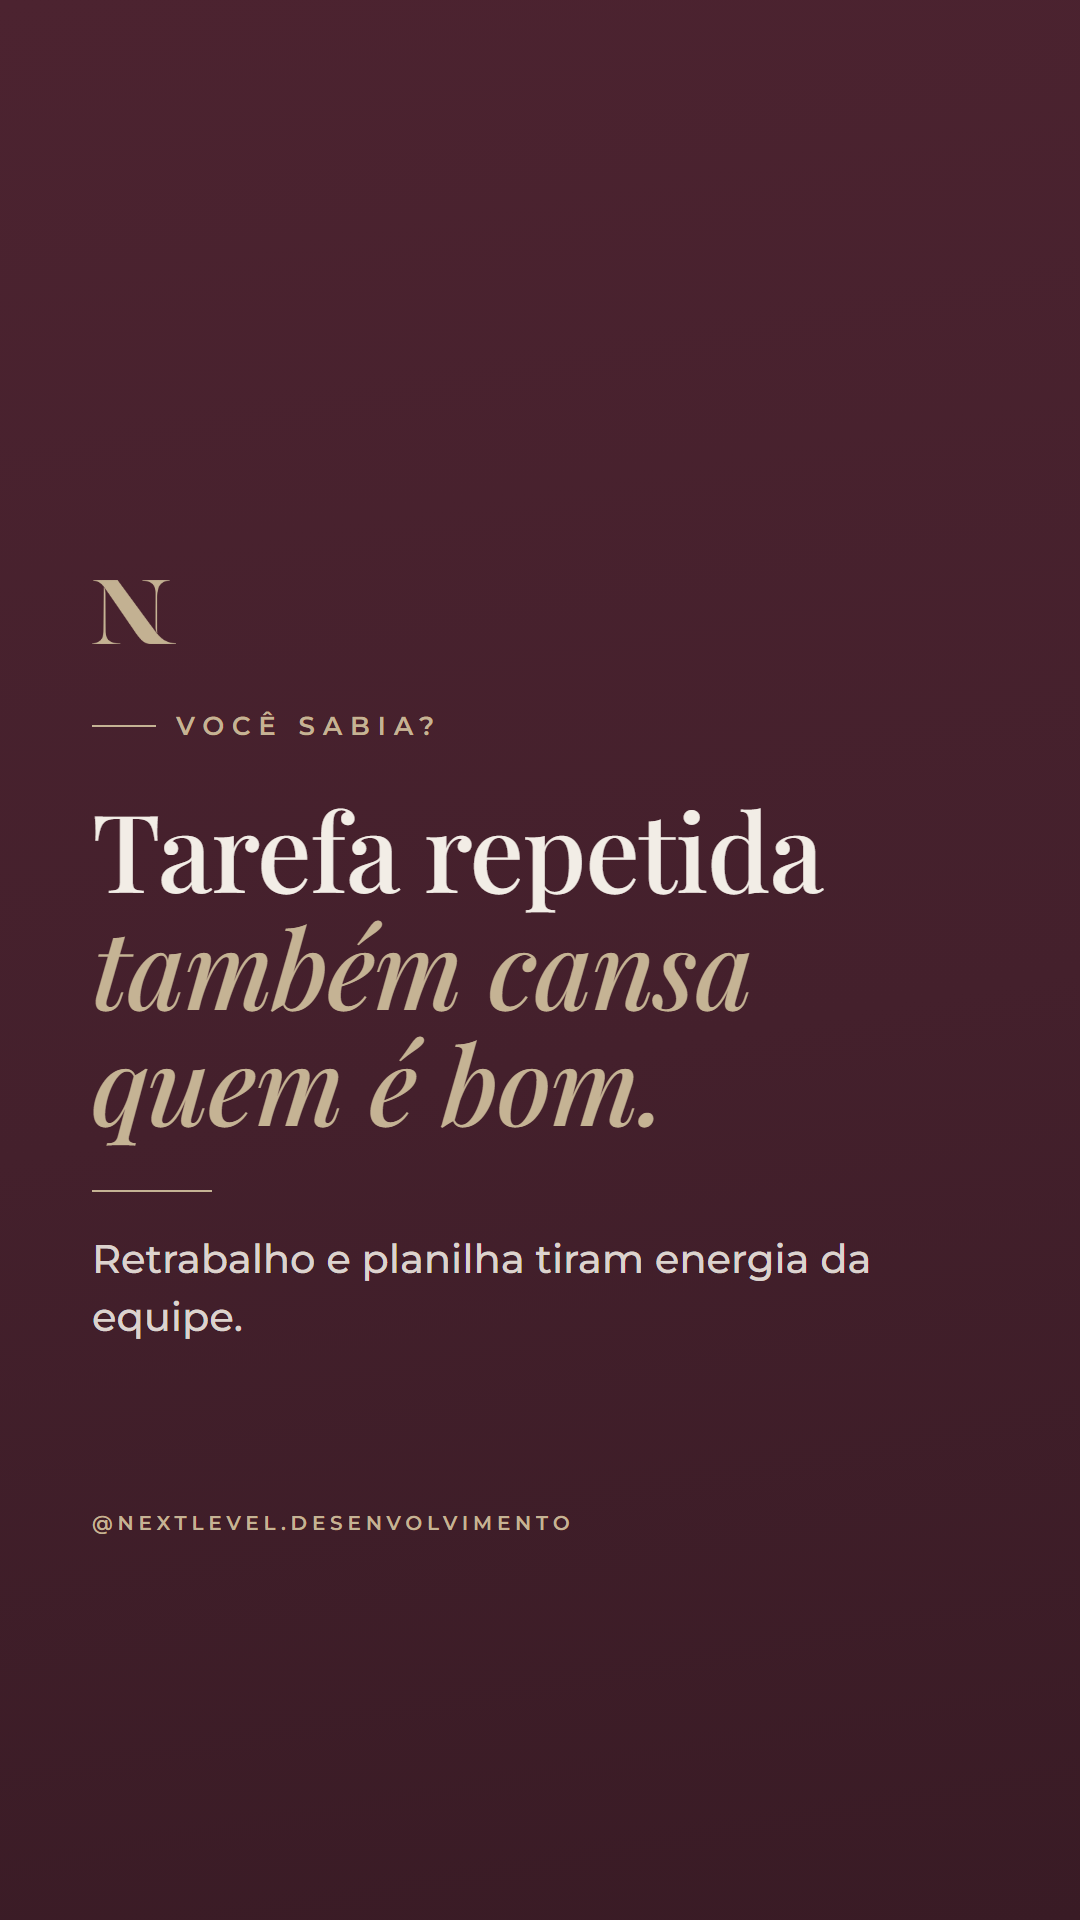 N
VOCÊ SABIA?
Tarefa repetida
também cansa
quem é bom.
Retrabalho e planilha tiram energia da
equipe.
@NEXTLEVEL.DESENVOLVIMENTO